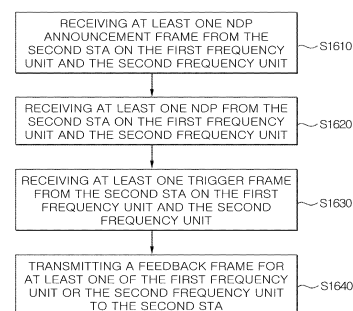 RECEIVING AT LEAST ONE NDP
ANNOUNCEMENT FRAME FROM THE
SECOND STA ON THE FIRST FREQUENCY
UNIT AND THE SECOND FREQUENCY UNIT
S1610
RECEIVING AT LEAST ONE NDP FROM THE
SECOND STA ON THE FIRST FREQUENCY
UNIT AND THE SECOND FREQUENCY UNIT
S1620
RECEIVING AT LEAST ONE TRIGGER FRAME
FROM THE SECOND STA ON THE FIRST
FREQUENCY UNIT AND THE SECOND
FREQUENCY UNIT
S1630
TRANSMITTING A FEEDBACK FRAME FOR
AT LEAST ONE OF THE FIRST FREQUENCY
UNIT OR THE SECOND FREQUENCY UNIT
TO THE SECOND STA
S1640